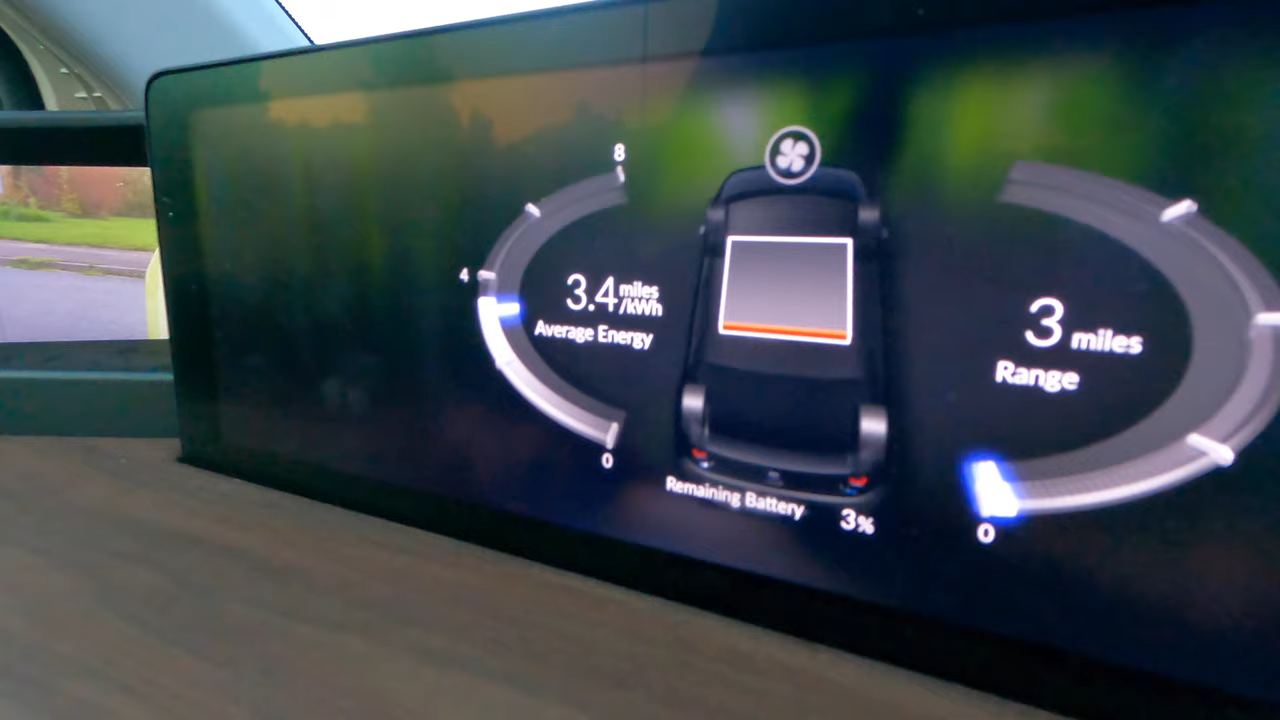 8
4
3.4 miles
/kWh
Average Energy
0
Remaining Battery 3%
3 miles
Range
0